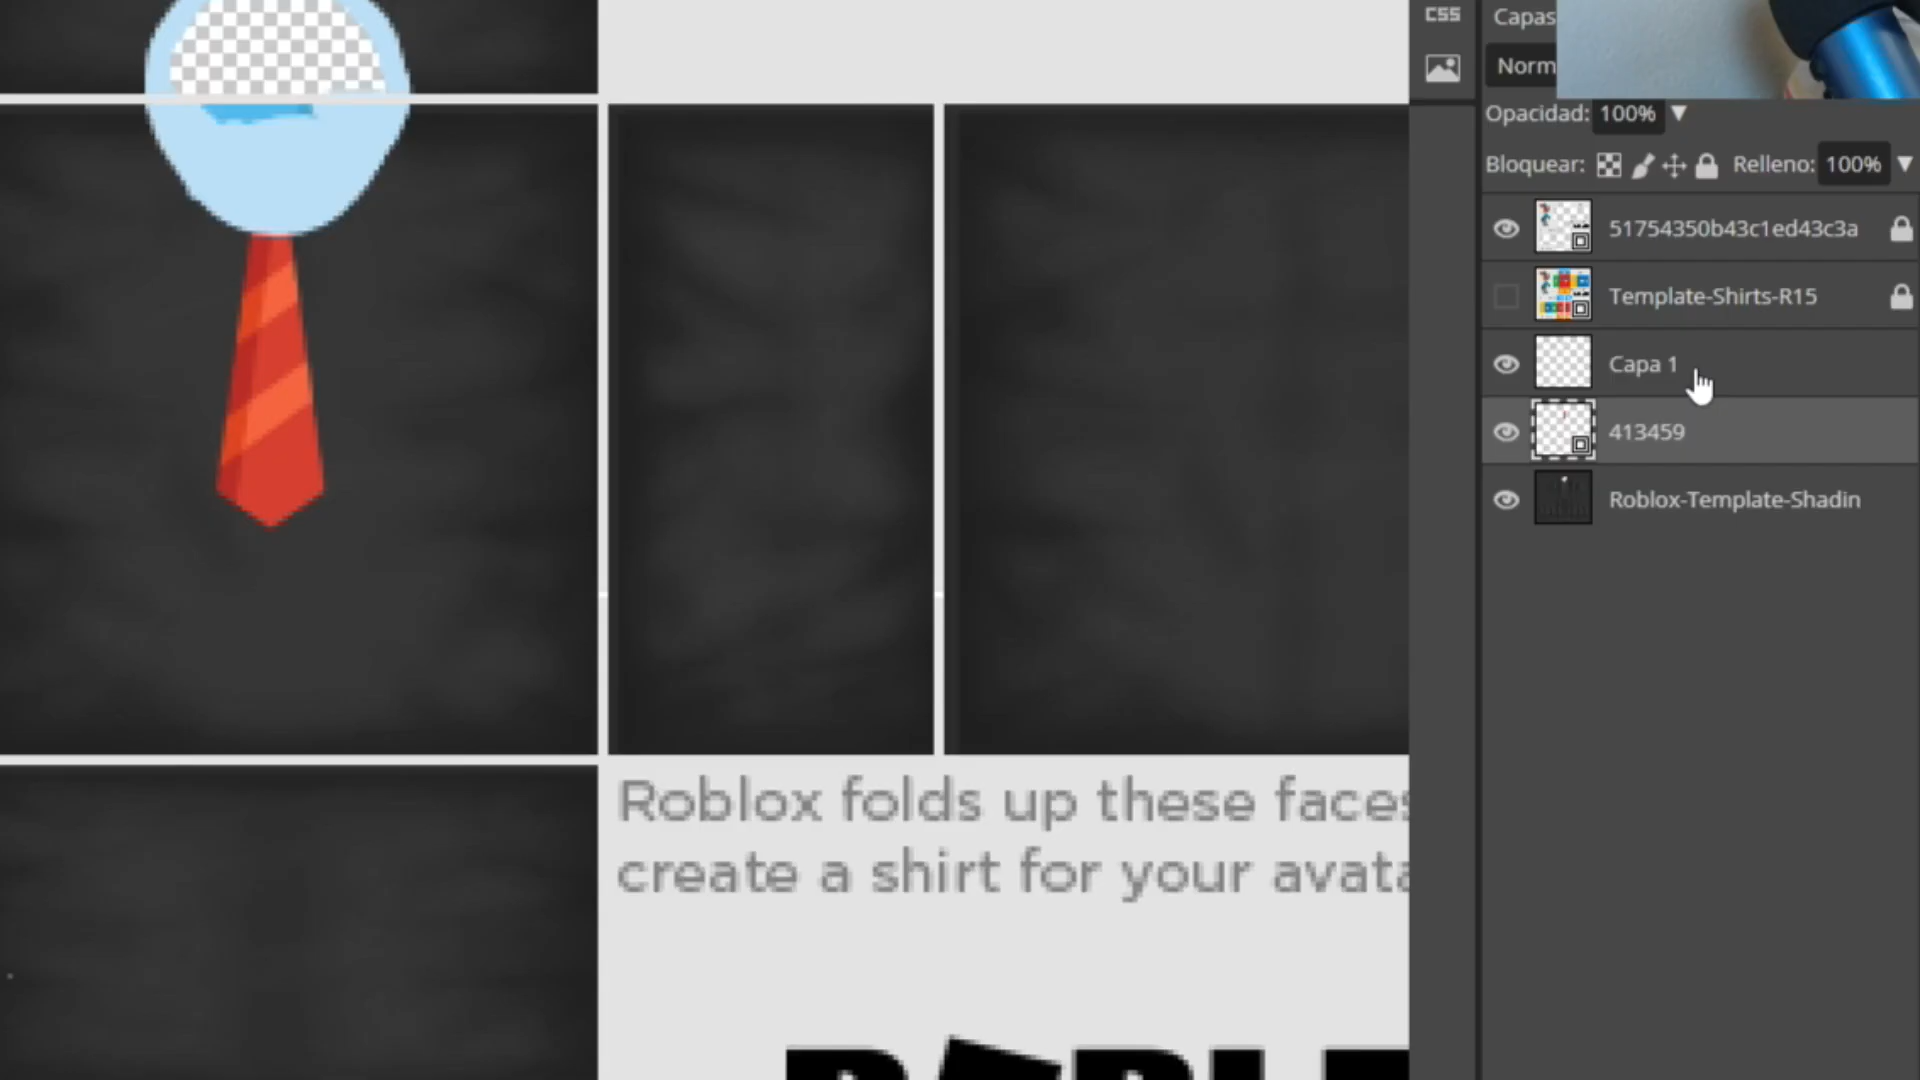 css
Capas
Norm
Opacidad: 100%
Bloquear: Relleno: 100%
51754350b43c1ed43c3a
Template-Shirts-R15
Capa 1
413459
Roblox-Template-Shadin
Roblox folds up these faces
create a shirt for your avata